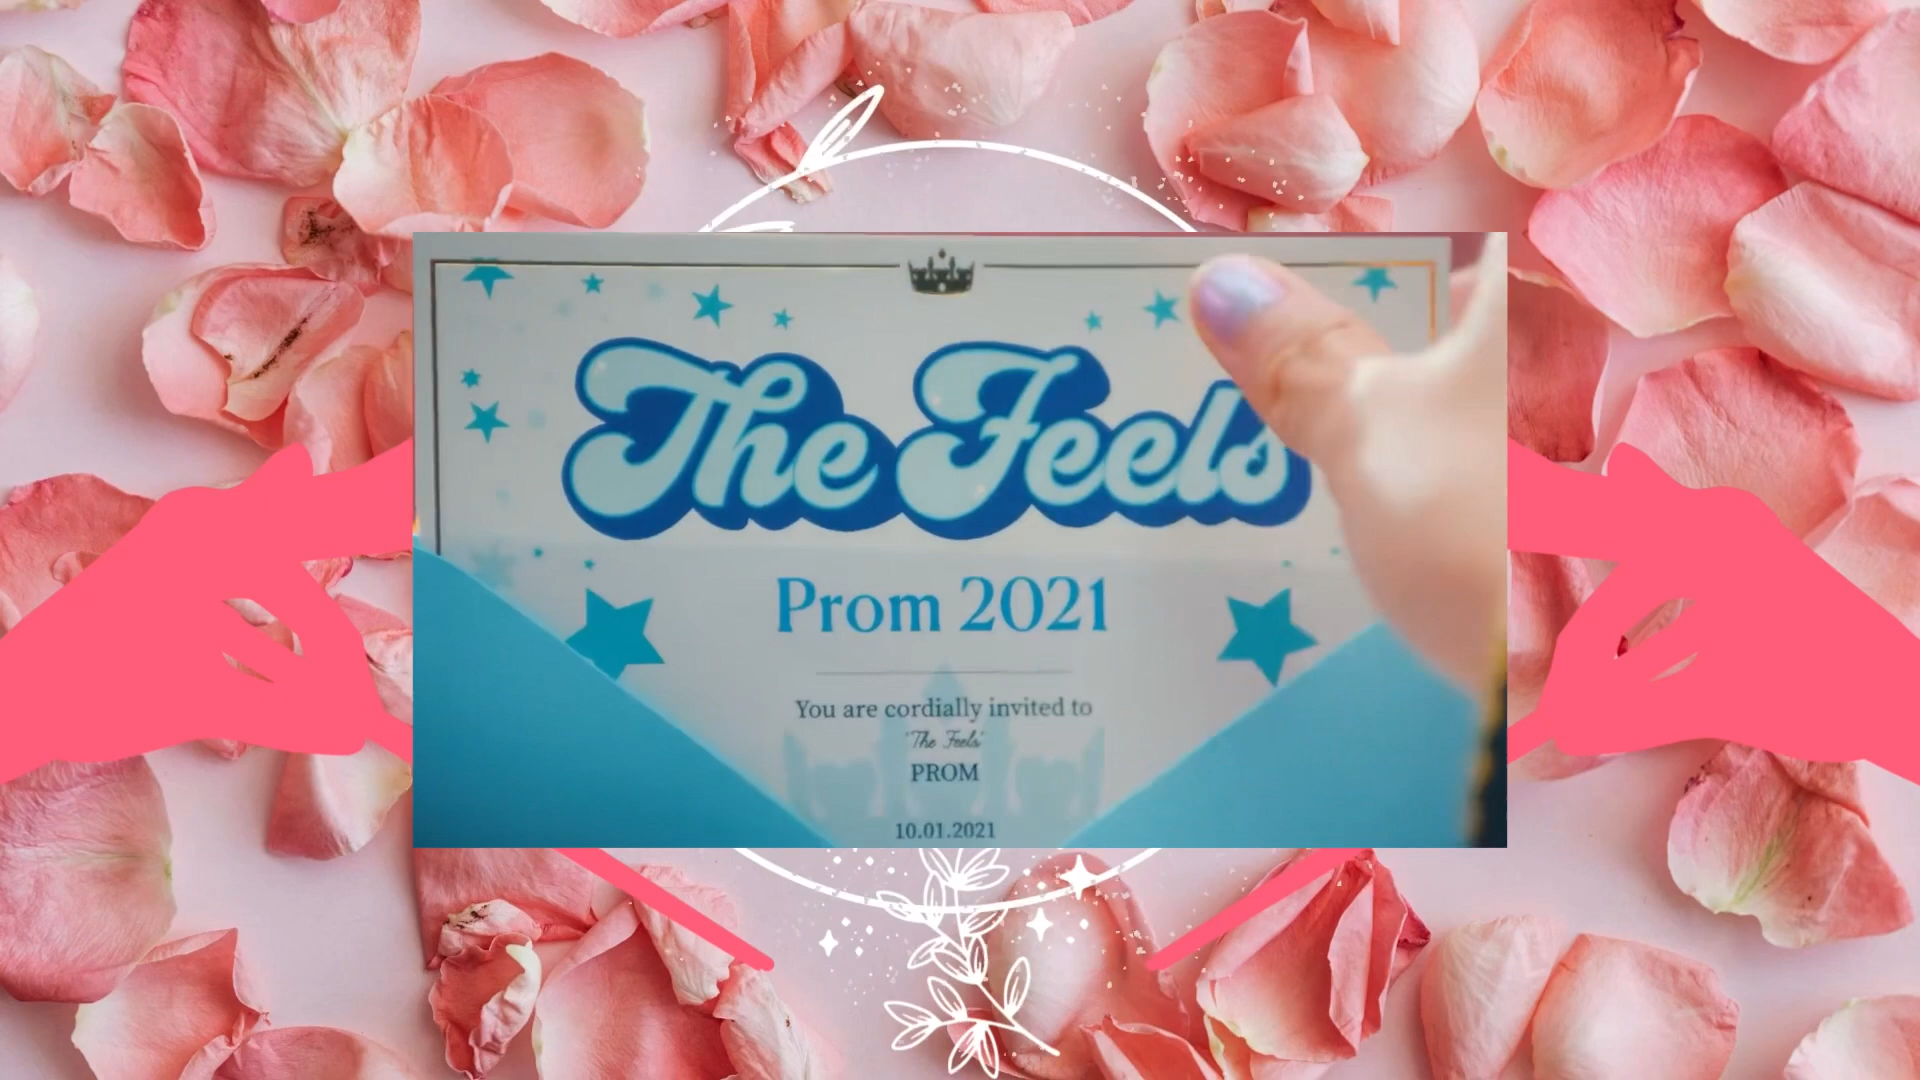 The Feels
Prom 2021
You are cordially invited to
'The Feels'
PROM
10.01.2021